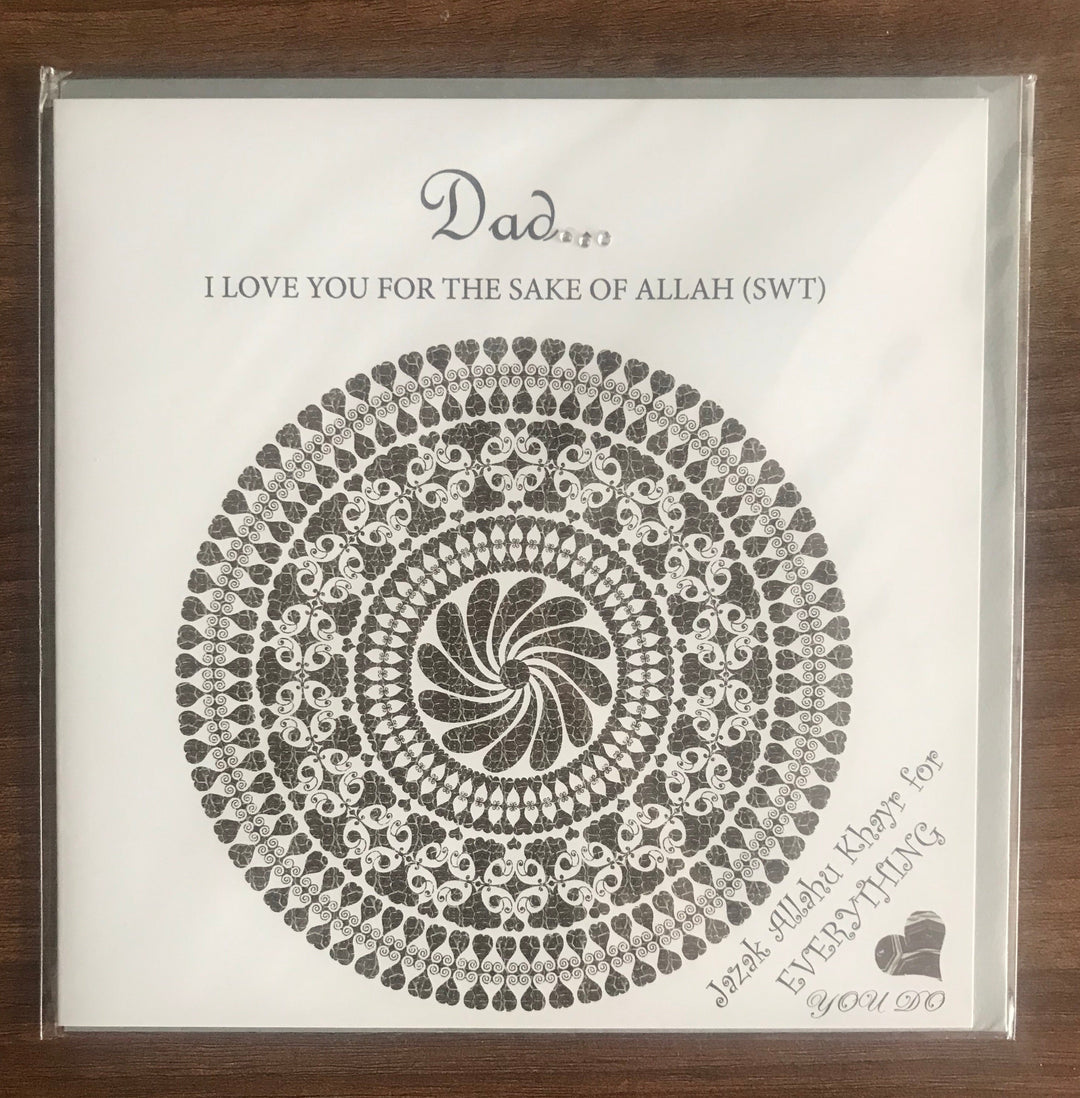 Dad...
I LOVE YOU FOR THE SAKE OF ALLAH (SWT)
Jazak Allahu Khayr for
EVERYTHING
YOU DO